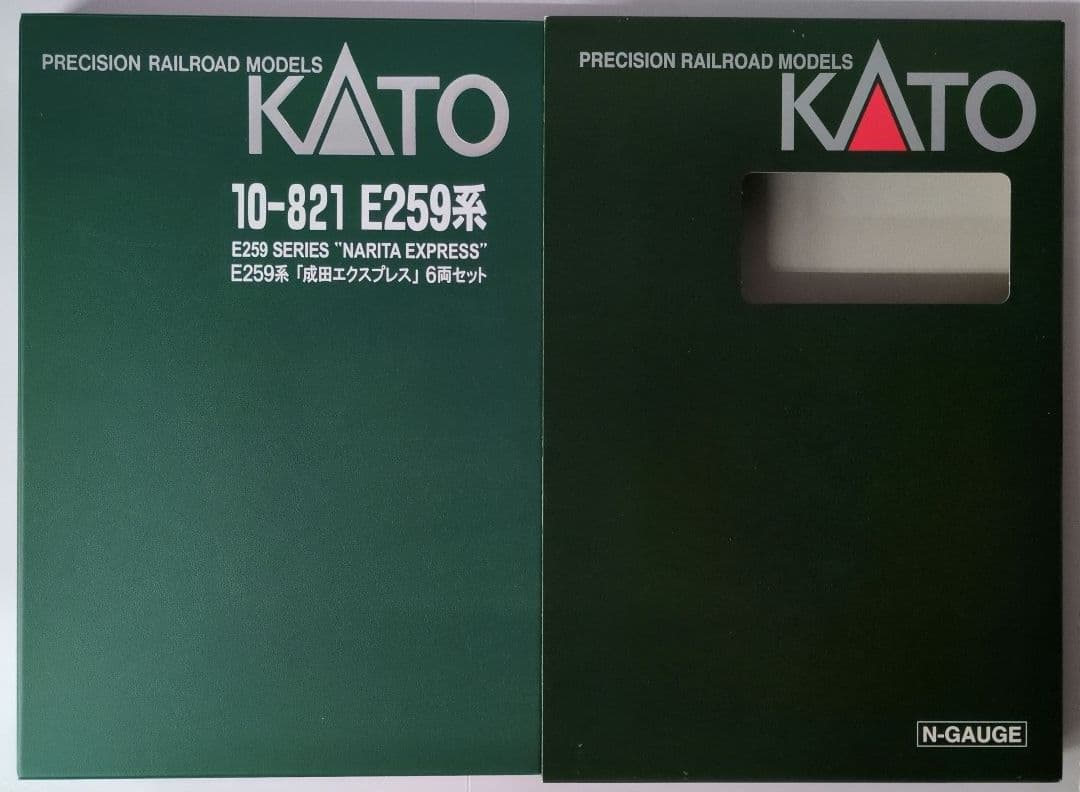 PRECISION RAILROAD MODELS
KATO
10-821 E259系
E259 SERIES "NARITA EXPRESS"
E259系「成田エクスプレス」6両セット
PRECISION RAILROAD MODELS
KATO
N-GAUGE